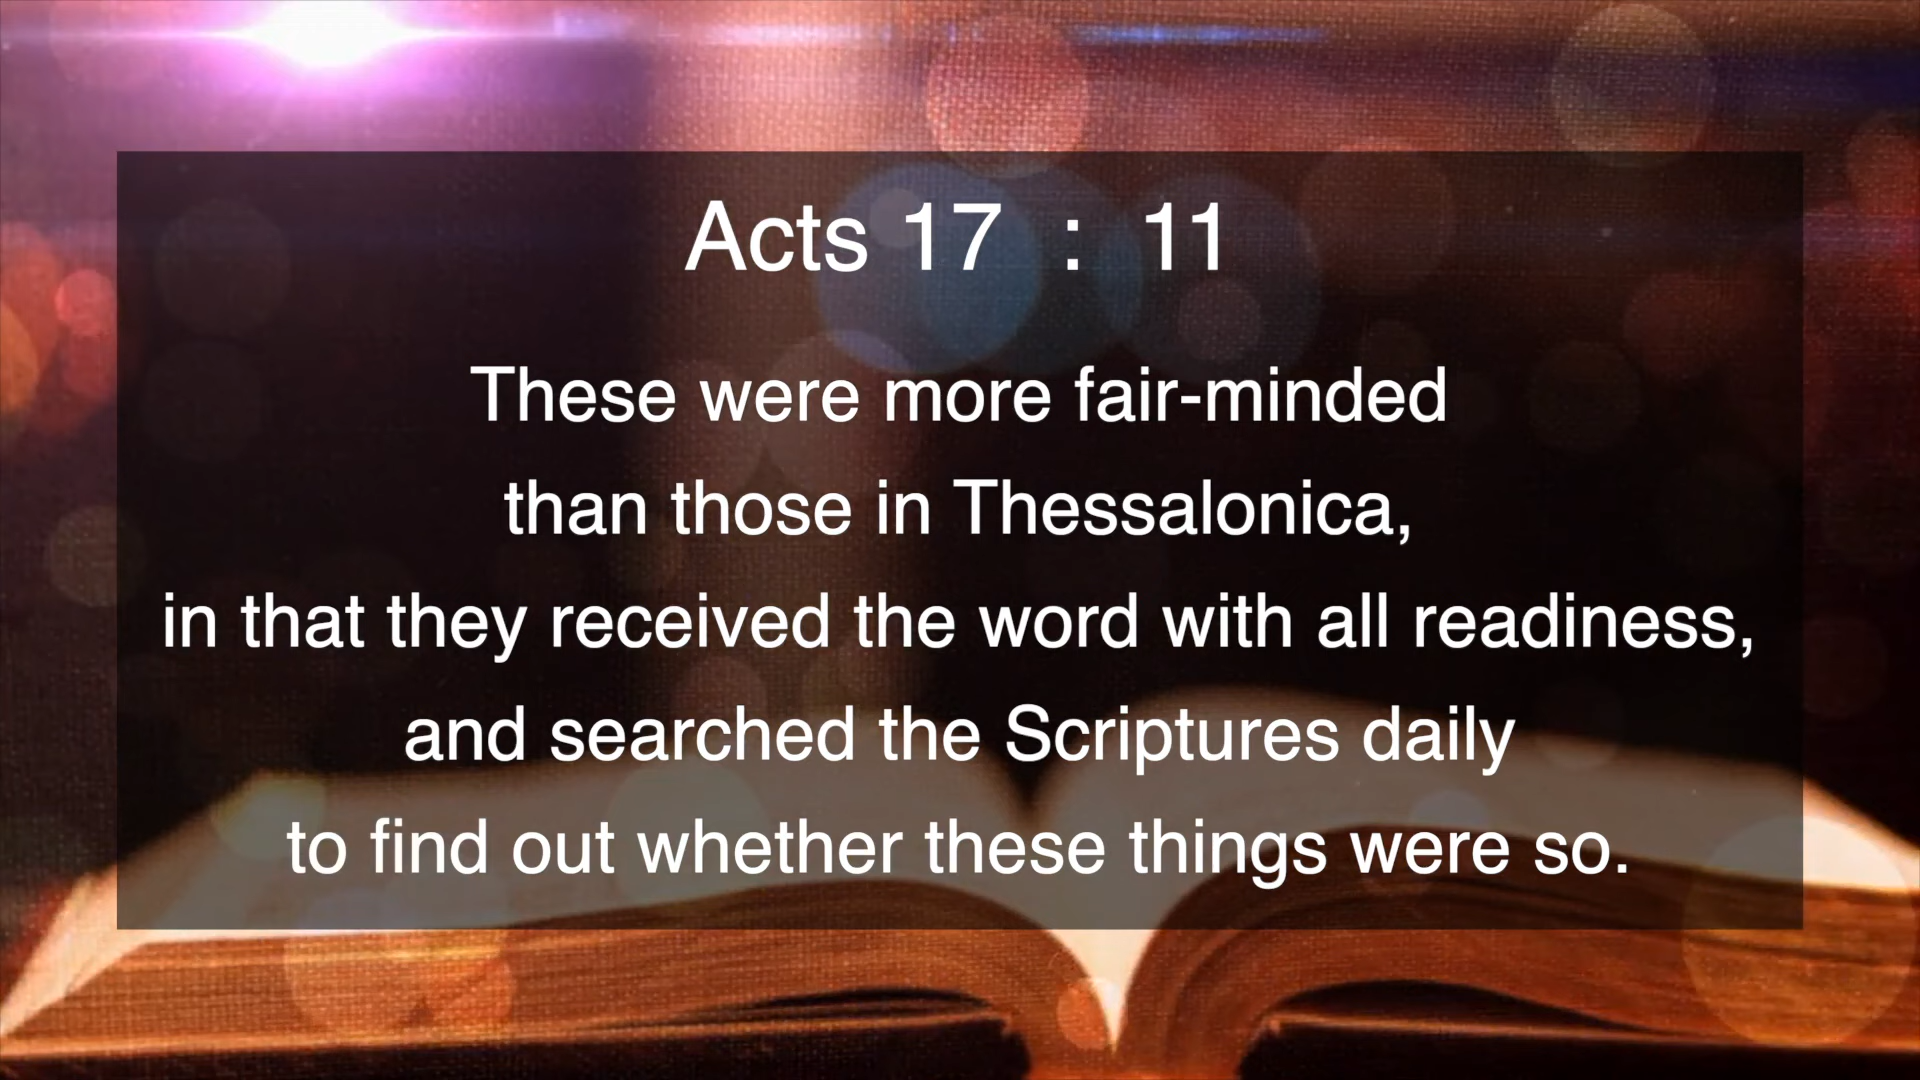 Acts 17 : 11
These were more fair-minded
than those in Thessalonica,
in that they received the word with all readiness,
and searched the Scriptures daily
to find out whether these things were so.